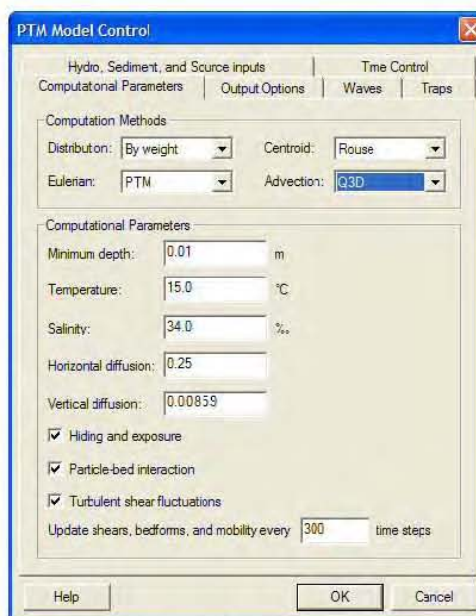 PTM Model Control
Hydro, Sediment, and Source inputs Time Control
Computational Parameters Output Options Waves Traps
Computation Methods
Distribution: By weight Centroid: Rouse
Eulerian: PTM Advection: Q3D
Computational Parameters
Minimum depth: 0.01 m
Temperature: 15.0 °C
Salinity: 34.0 ‰
Horizontal diffusion: 0.25
Vertical diffusion: 0.00859
Hiding and exposure
Particle-bed interaction
Turbulent shear fluctuations
Update shears, bedforms, and mobility every 300 time steps
Help OK Cancel